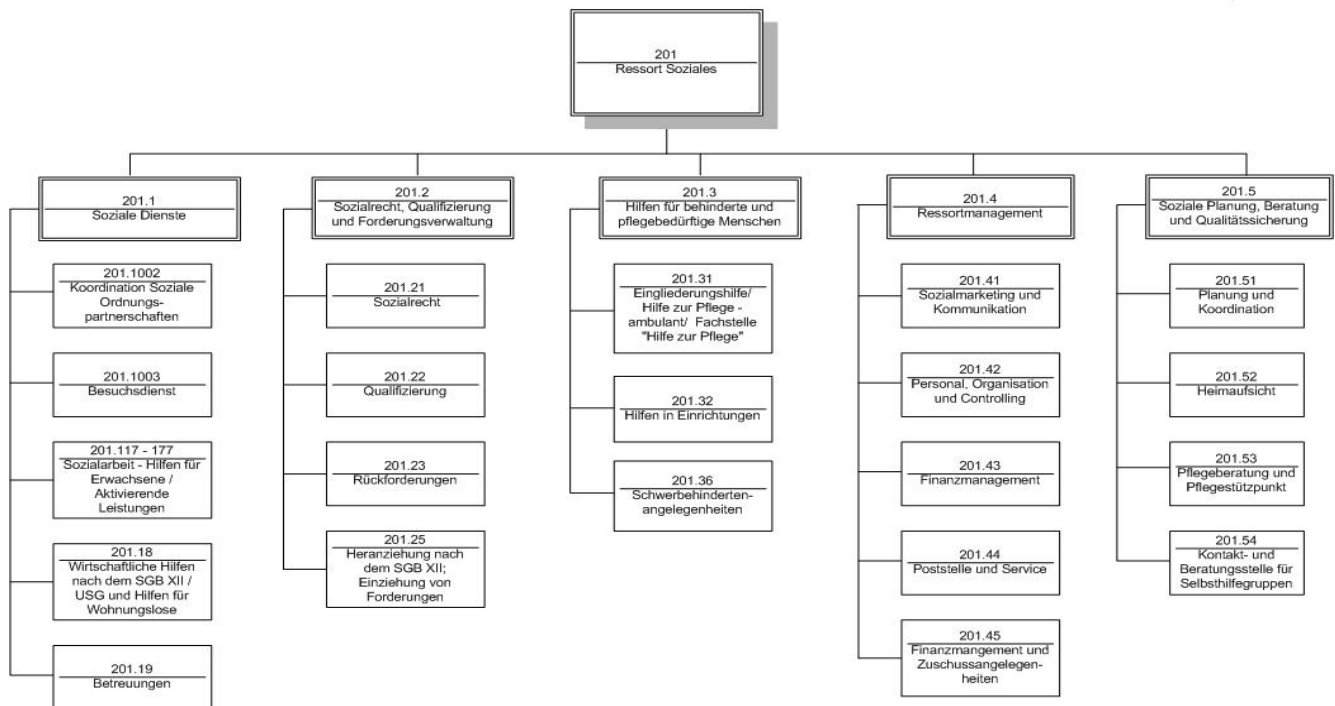 201
Ressort Soziales
201.1
Soziale Dienste
201.1002
Koordination Soziale
Ordnungs-
partnerschaften
201.1003
Besuchsdienst
201.117 - 177
Sozialarbeit - Hilfen für
Erwachsene /
Aktivierende
Leistungen
201.18
Wirtschaftliche Hilfen
nach dem SGB XII /
USG und Hilfen für
Wohnungslose
201.19
Betreuungen
201.2
Sozialrecht, Qualifizierung
und Forderungsverwaltung
201.21
Sozialrecht
201.22
Qualifizierung
201.23
Rückforderungen
201.25
Heranziehung nach
dem SGB XII;
Einziehung von
Forderungen
201.3
Hilfen für behinderte und
pflegebedürftige Menschen
201.31
Eingliederungshilfe/
Hilfe zur Pflege -
ambulant/ Fachstelle
"Hilfe zur Pflege"
201.32
Hilfen in Einrichtungen
201.36
Schwerbehinderten-
angelegenheiten
201.4
Ressortmanagement
201.41
Sozialmarketing und
Kommunikation
201.42
Personal, Organisation
und Controlling
201.43
Finanzmanagement
201.44
Poststelle und Service
201.45
Finanzmangement und
Zuschussangelegen-
heiten
201.5
Soziale Planung, Beratung
und Qualitätssicherung
201.51
Planung und
Koordination
201.52
Heimaufsicht
201.53
Pflegeberatung und
Pflegestützpunkt
201.54
Kontakt- und
Beratungsstelle für
Selbsthilfegruppen